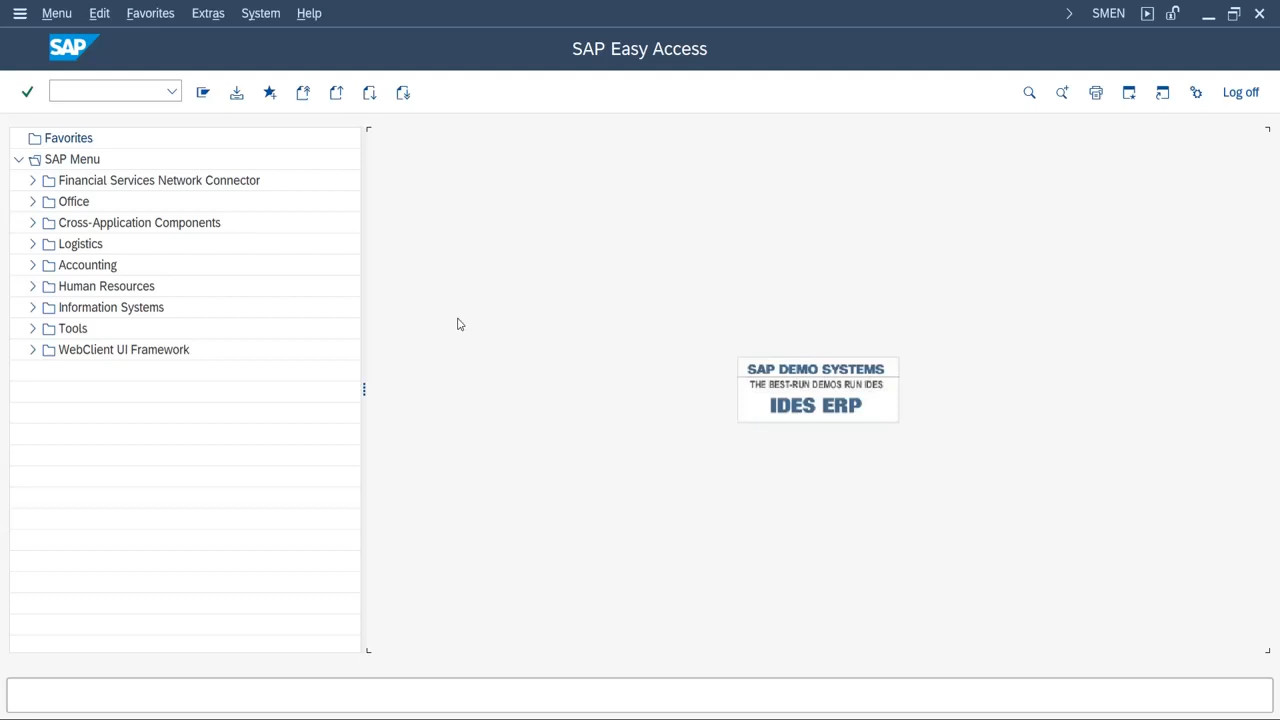 Menu Edit Favorites Extras System Help SMEN
SAP SAP Easy Access
Log off
Favorites
SAP Menu
Financial Services Network Connector
Office
Cross-Application Components
Logistics
Accounting
Human Resources
Information Systems
Tools
WebClient UI Framework
SAP DEMO SYSTEMS
THE BEST-RUN DEMOS RUN IDES
IDES ERP